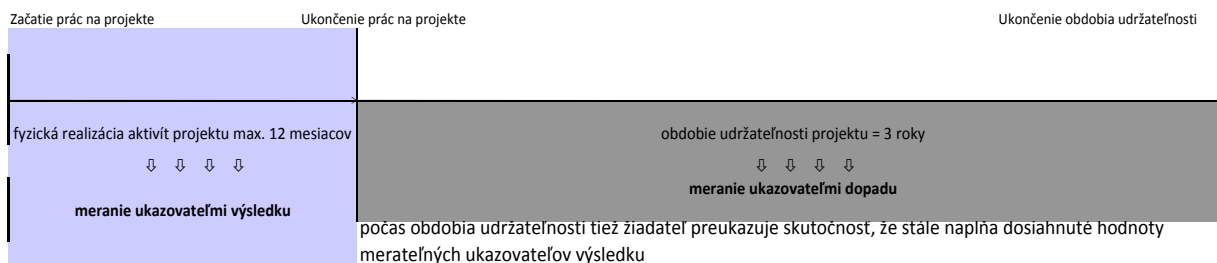 Začatie prác na projekte
Ukončenie prác na projekte
Ukončenie obdobia udržateľnosti
fyzická realizácia aktivít projektu max. 12 mesiacov
obdobie udržateľnosti projektu = 3 roky
⇩ ⇩ ⇩ ⇩
⇩ ⇩ ⇩ ⇩
meranie ukazovateľmi výsledku
meranie ukazovateľmi dopadu
počas obdobia udržateľnosti tiež žiadateľ preukazuje skutočnosť, že stále napĺňa dosiahnuté hodnoty
merateľných ukazovateľov výsledku